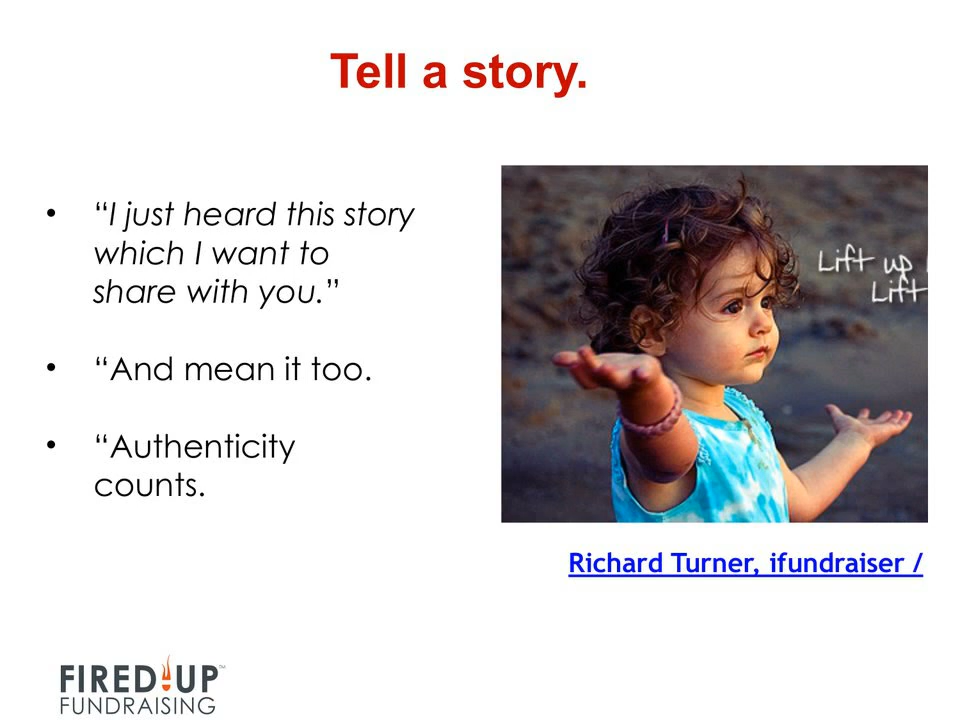 Tell a story.
• “I just heard this story
which I want to
share with you.”
• “And mean it too.
• “Authenticity
counts.
Lift up
Lift
Richard Turner, ifundraiser /
FIRED UP™
FUNDRAISING